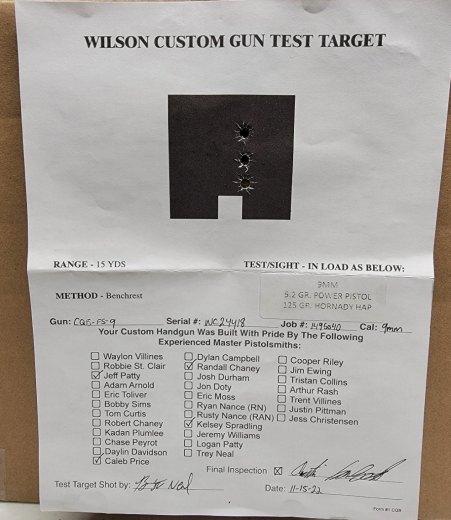 WILSON CUSTOM GUN TEST TARGET
RANGE - 15 YDS
TEST/SIGHT - IN LOAD AS BELOW:
METHOD - Benchrest
9MM
5.2 GR. POWER POSTOL
125 GR. HORNADY HAP
Gun: CQE-FS-9 Serial #: WC24418 Job #: 1495640 Cal: 9mm
Your Custom Handgun Was Built With Pride By The Following
Experienced Master Pistolsmiths:
Waylon Villines
Robbie St. Clair
Jeff Patty
Adam Arnold
Eric Toliver
Bobby Sims
Tom Curtis
Robert Chaney
Kadan Plumlee
Chase Peyrot
Daylin Davidson
Caleb Price
Dylan Campbell
Randall Chaney
Josh Durham
Jon Doty
Eric Moss
Ryan Nance (RN)
Rusty Nance (RAN)
Kelsey Spradling
Jeremy Williams
Logan Patty
Trey Neal
Cooper Riley
Jim Ewing
Tristan Collins
Arthur Rash
Trent Villines
Justin Pittman
Jess Christensen
Final Inspection
Test Target Shot by: Neal
Date: 11-15-22
Form #1 CQB